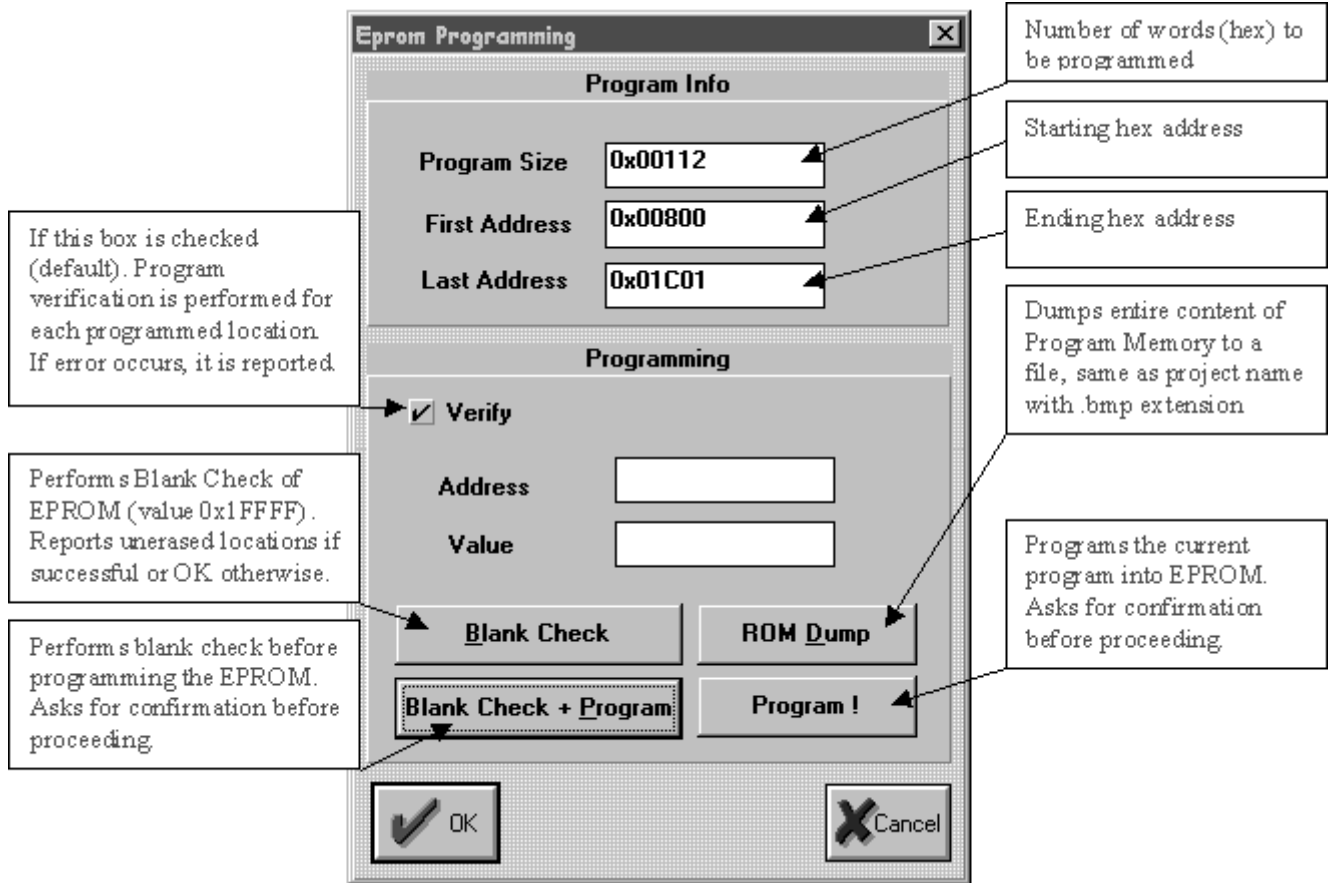 Eprom Programming
Program Info
Program Size
0x00112
First Address
0x00800
Last Address
0x01C01
Programming
Verify
Address
Value
Blank Check
ROM Dump
Blank Check + Program
Program !
OK
Cancel
If this box is checked
(default). Program
verification is performed for
each programmed location.
If error occurs, it is reported.
Performs Blank Check of
EPROM (value 0x1FFFF) .
Reports unerased locations if
successful or OK otherwise.
Performs blank check before
programming the EPROM.
Asks for confirmation before
proceeding.
Number of words (hex) to
be programmed
Starting hex address
Ending hex address
Dumps entire content of
Program Memory to a
file, same as project name
with .bmp extension
Programs the current
program into EPROM.
Asks for confirmation
before proceeding.